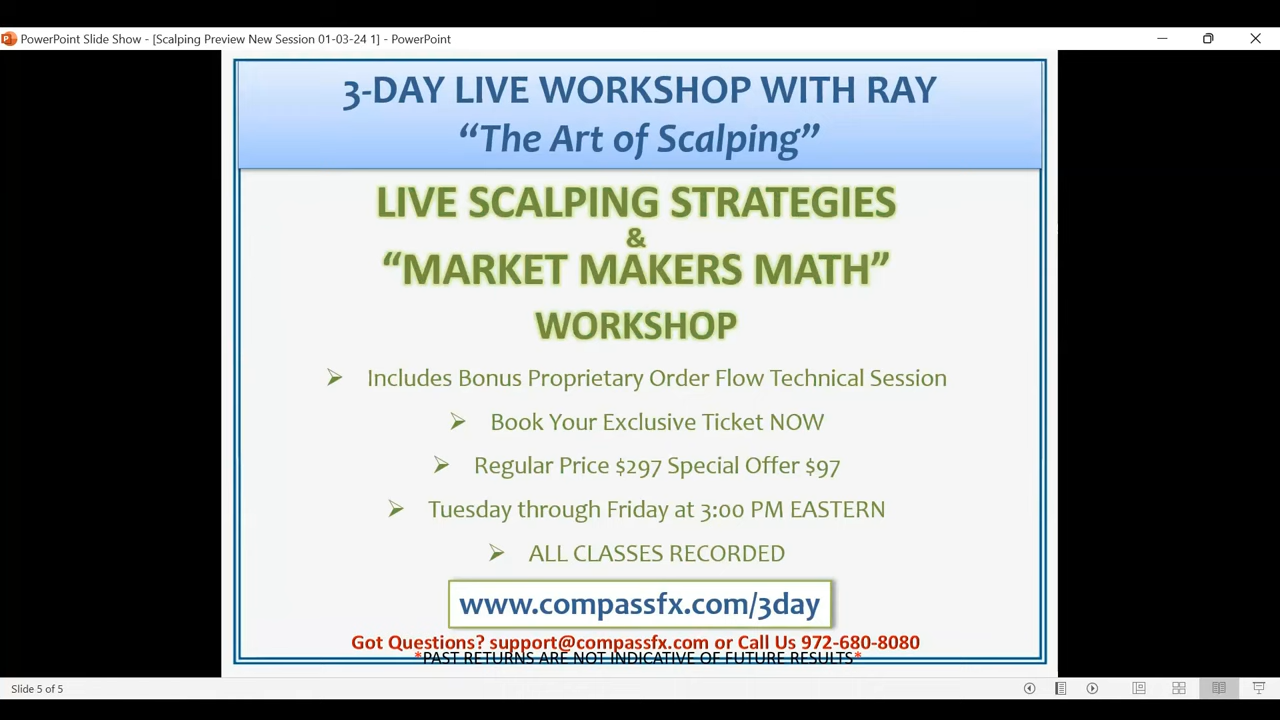 PowerPoint Slide Show - [Scalping Preview New Session 01-03-24 1] - PowerPoint
3-DAY LIVE WORKSHOP WITH RAY
“The Art of Scalping”
LIVE SCALPING STRATEGIES
&
“MARKET MAKERS MATH”
WORKSHOP
Includes Bonus Proprietary Order Flow Technical Session
Book Your Exclusive Ticket NOW
Regular Price $297 Special Offer $97
Tuesday through Friday at 3:00 PM EASTERN
ALL CLASSES RECORDED
www.compassfx.com/3day
Got Questions? support@compassfx.com or Call Us 972-680-8080
*PAST RETURNS ARE NOT INDICATIVE OF FUTURE RESULTS*
Slide 5 of 5